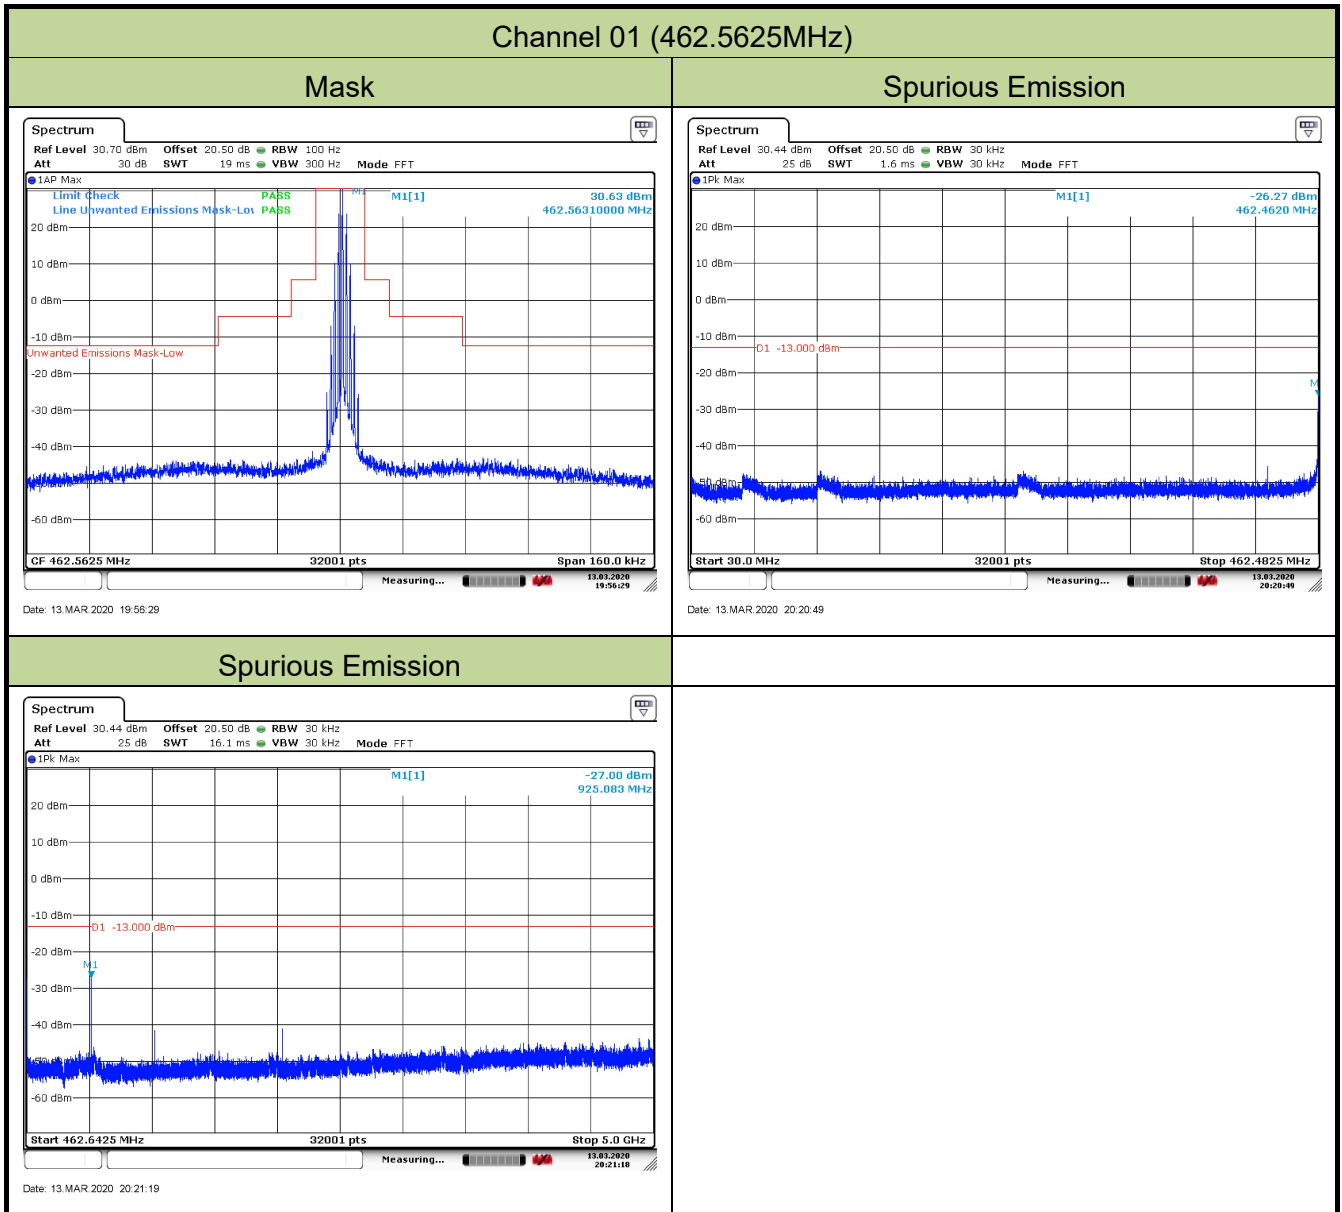 Channel 01 (462.5625MHz)
Mask
Spectrum
Ref Level 30.70 dBm Offset 20.50 dB RBW 100 Hz
Att 30 dB SWT 19 ms VBW 300 Hz Mode FFT
1AP Max
Limit Check PASS M1 M1[1] 30.63 dBm
Line Unwanted Emissions Mask-Lov PASS 462.56310000 MHz
20 dBm
10 dBm
0 dBm
-10 dBm
Unwanted Emissions Mask-Low
-20 dBm
-30 dBm
-40 dBm
-50 dBm
-60 dBm
CF 462.5625 MHz 32001 pts Span 160.0 kHz
Measuring... 13.03.2020
19:56:29
Date: 13.MAR.2020 19:56:29
Spurious Emission
Spectrum
Ref Level 30.44 dBm Offset 20.50 dB RBW 30 kHz
Att 25 dB SWT 1.6 ms VBW 30 kHz Mode FFT
1Pk Max
M1[1] -26.27 dBm
462.4620 MHz
20 dBm
10 dBm
0 dBm
-10 dBm
D1 -13.000 dBm
-20 dBm
M
-30 dBm
-40 dBm
-50 dBm
-60 dBm
Start 30.0 MHz 32001 pts Stop 462.4825 MHz
Measuring... 13.03.2020
20:20:49
Date: 13.MAR.2020 20:20:49
Spurious Emission
Spectrum
Ref Level 30.44 dBm Offset 20.50 dB RBW 30 kHz
Att 25 dB SWT 16.1 ms VBW 30 kHz Mode FFT
1Pk Max
M1[1] -27.00 dBm
925.083 MHz
20 dBm
10 dBm
0 dBm
-10 dBm
D1 -13.000 dBm
-20 dBm
M1
-30 dBm
-40 dBm
-50 dBm
-60 dBm
Start 462.6425 MHz 32001 pts Stop 5.0 GHz
Measuring... 13.03.2020
20:21:18
Date: 13.MAR.2020 20:21:19